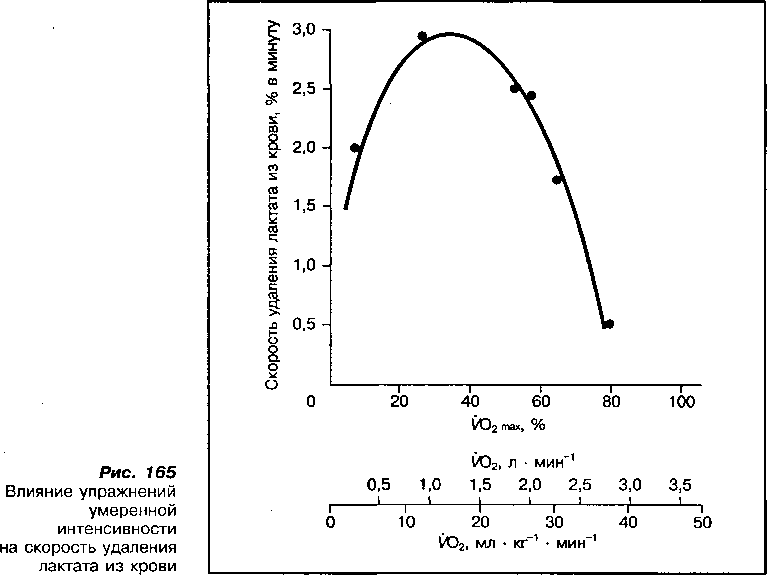 Скорость удаления лактата из крови, % в минуту
3,0
2,5
2,0
1,5
1,0
0,5
0 20 40 60 80 100
V̇O₂ max, %
V̇O₂, л · мин⁻¹
0,5 1,0 1,5 2,0 2,5 3,0 3,5
0 10 20 30 40 50
V̇O₂, мл · кг⁻¹ · мин⁻¹
Рис. 165
Влияние упражнений
умеренной
интенсивности
на скорость удаления
лактата из крови